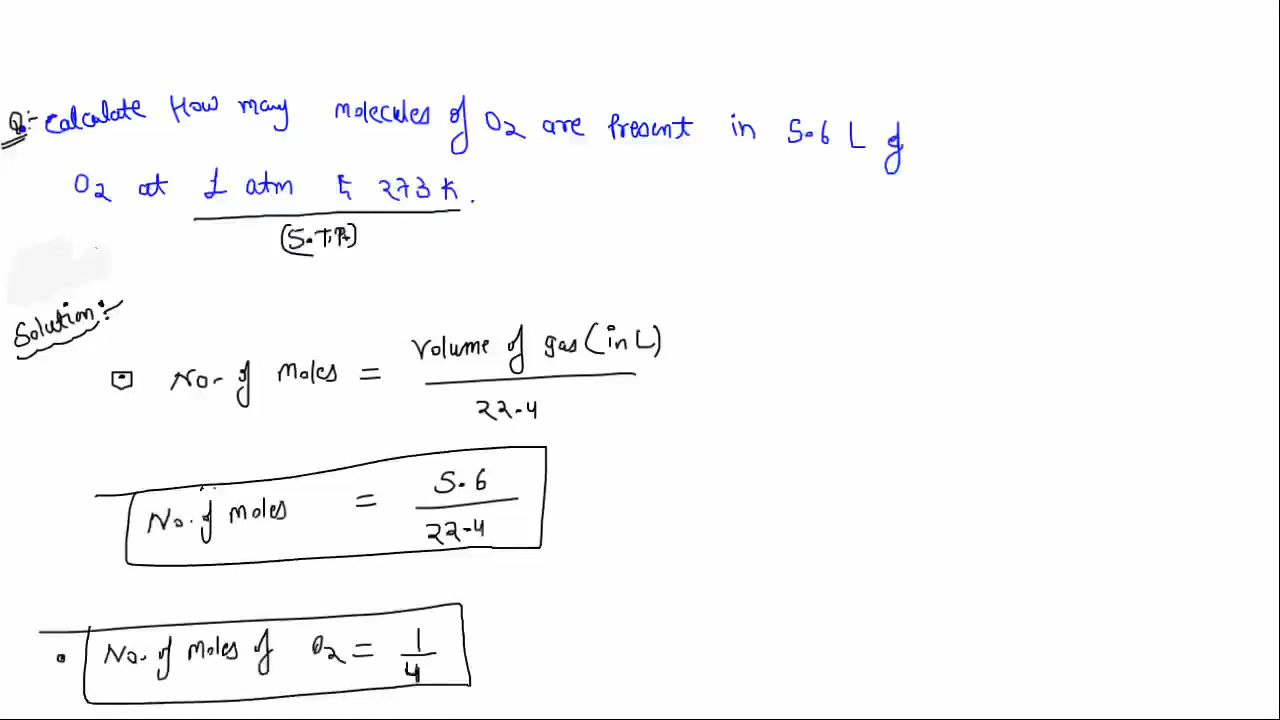 Q:- Calculate How many molecules of O2 are Present in 5.6 L of
O2 at 1 atm & 273 K.
(S.T.P.)
Solution:-
No. of moles = Volume of gas (in L)
22.4
No. of moles = 5.6
22.4
No. of moles of O2 = 1
4